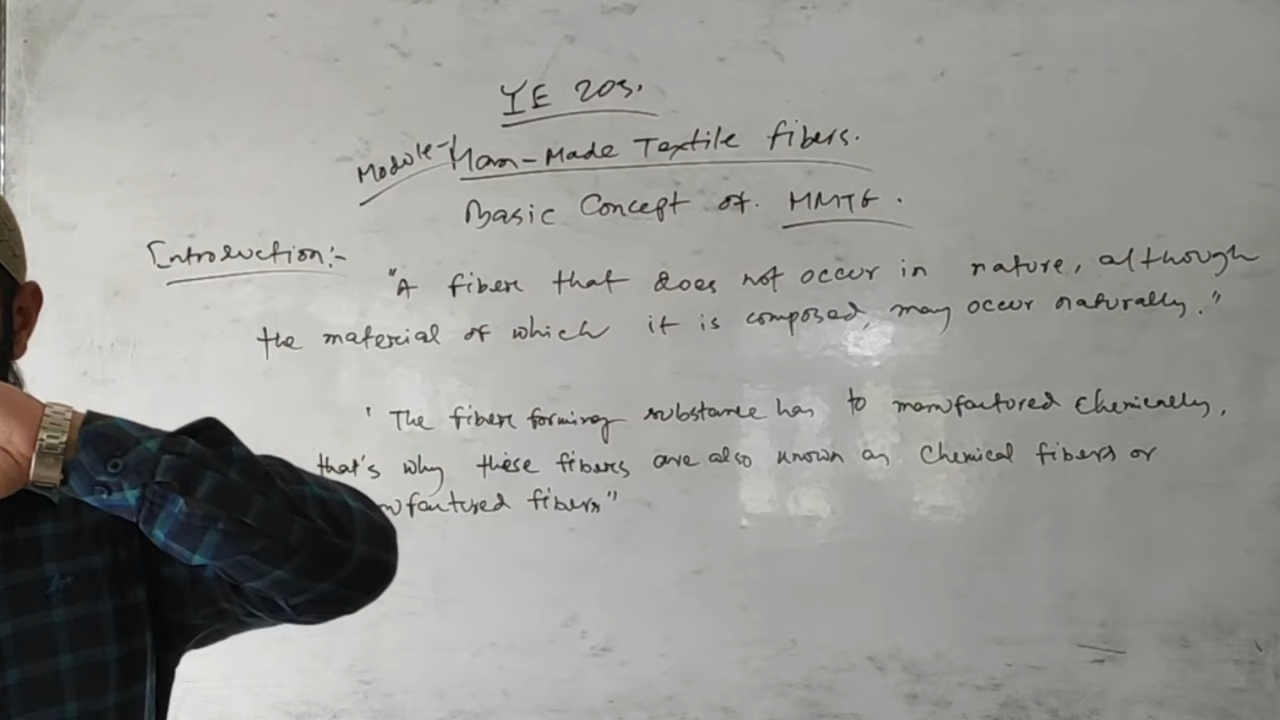 YE 203.
Module-1 Man-Made Textile fibers.
Basic Concept of. MMTF.
Introduction:-
"A fiber that does not occur in nature, although
the material of which it is composed, may occur naturally."
' The fiber forming substance has to manufactured chemically.
that's why these fibers are also known as chemical fibers or
nufactured fibers"